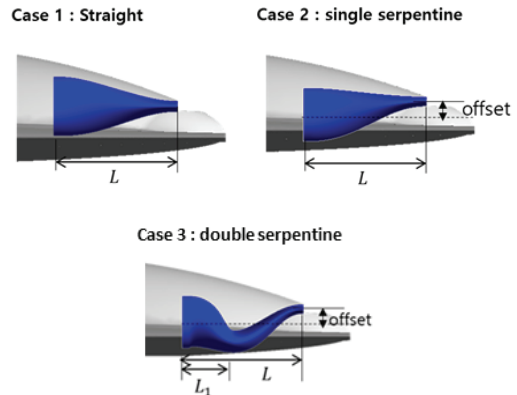 Case 1 : Straight
Case 2 : single serpentine
offset
L
L
Case 3 : double serpentine
offset
L
L₁